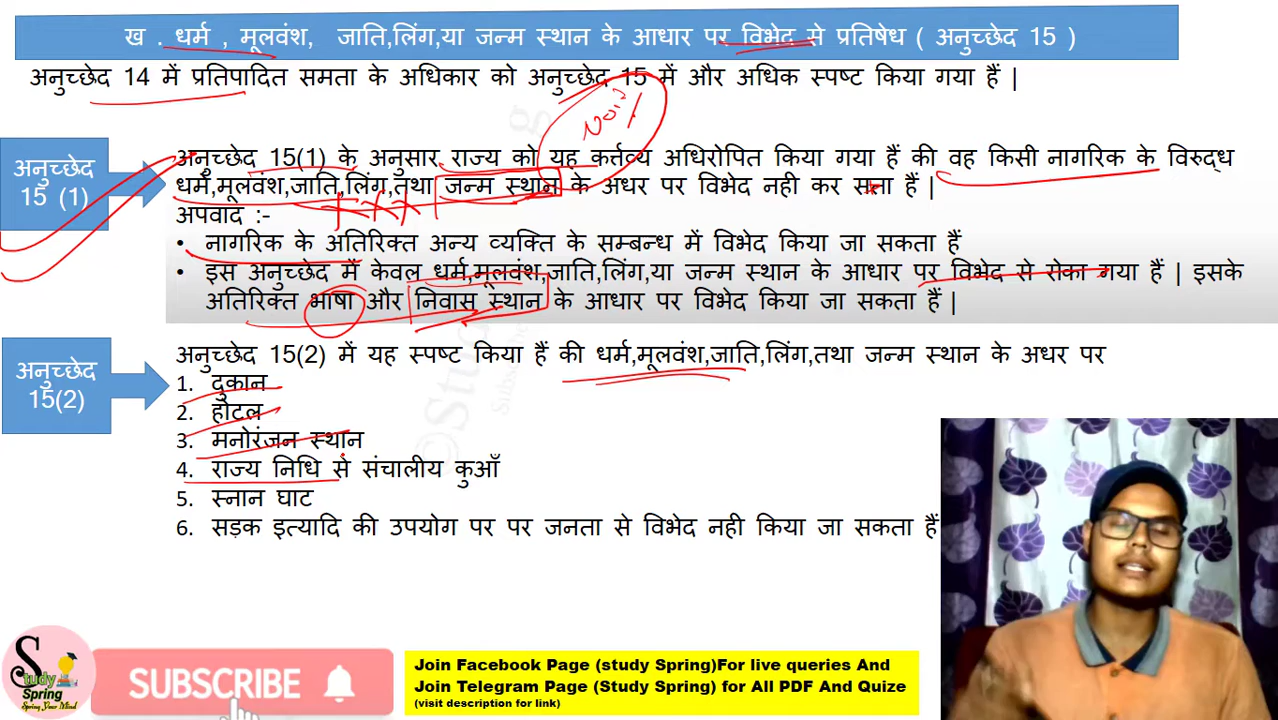 ख . धर्म , मूलवंश, जाति,लिंग,या जन्म स्थान के आधार पर विभेद से प्रतिषेध ( अनुच्छेद 15 )
अनुच्छेद 14 में प्रतिपादित समता के अधिकार को अनुच्छेद 15 में और अधिक स्पष्ट किया गया हैं |
अनुच्छेद
15 (1)
अनुच्छेद 15(1) के अनुसार राज्य को यह कर्त्तव्य अधिरोपित किया गया हैं की वह किसी नागरिक के विरुद्ध
धर्म,मूलवंश,जाति,लिंग,तथा जन्म स्थान के अधर पर विभेद नही कर सता हैं |
अपवाद :-
• नागरिक के अतिरिक्त अन्य व्यक्ति के सम्बन्ध में विभेद किया जा सकता हैं
• इस अनुच्छेद में केवल धर्म,मूलवंश,जाति,लिंग,या जन्म स्थान के आधार पर विभेद से रोका गया हैं | इसके
अतिरिक्त भाषा और निवास स्थान के आधार पर विभेद किया जा सकता हैं |
अनुच्छेद
15(2)
अनुच्छेद 15(2) में यह स्पष्ट किया हैं की धर्म,मूलवंश,जाति,लिंग,तथा जन्म स्थान के अधर पर
1. दुकान
2. होटल
3. मनोरंजन स्थान
4. राज्य निधि से संचालीय कुआँ
5. स्नान घाट
6. सड़क इत्यादि की उपयोग पर पर जनता से विभेद नही किया जा सकता हैं
Study
Spring
Spring Your Mind
SUBSCRIBE
Join Facebook Page (study Spring)For live queries And
Join Telegram Page (Study Spring) for All PDF And Quize
(visit description for link)